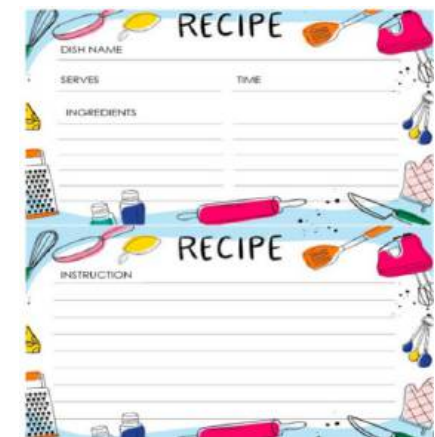 RECIPE
DISH NAME
SERVES TIME
INGREDIENTS
RECIPE
INSTRUCTION